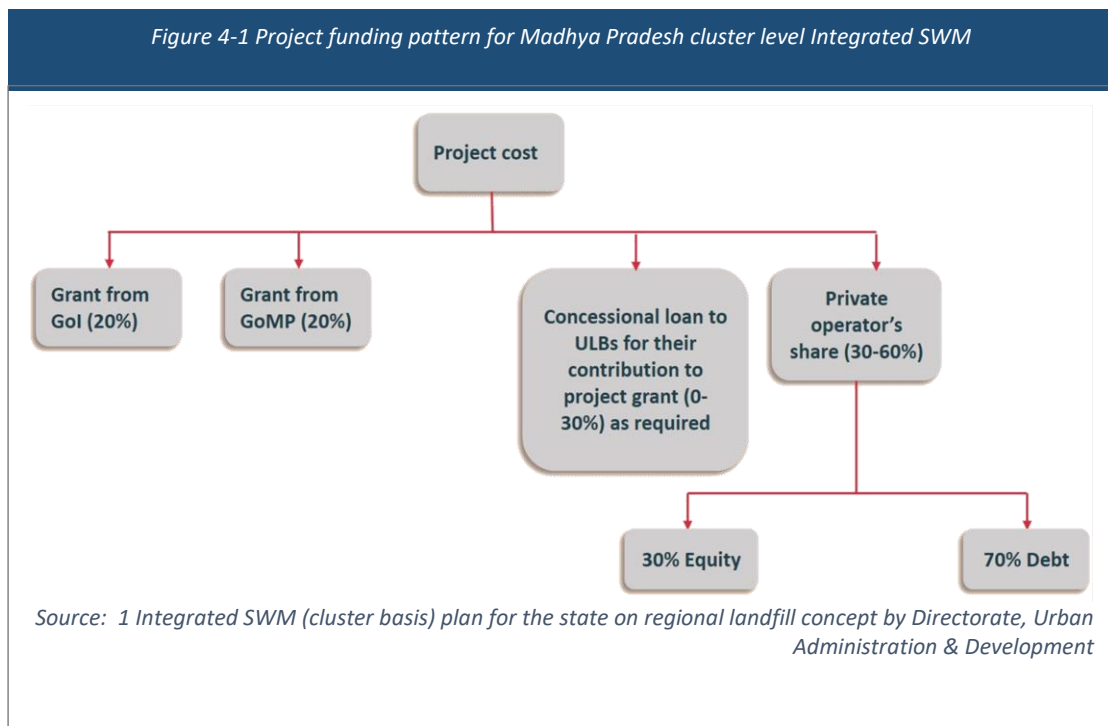 Figure 4-1 Project funding pattern for Madhya Pradesh cluster level Integrated SWM
Project cost
Grant from
GoI (20%)
Grant from
GoMP (20%)
Concessional loan to
ULBs for their
contribution to
project grant (0-
30%) as required
Private
operator’s
share (30-60%)
30% Equity
70% Debt
Source: 1 Integrated SWM (cluster basis) plan for the state on regional landfill concept by Directorate, Urban
Administration & Development